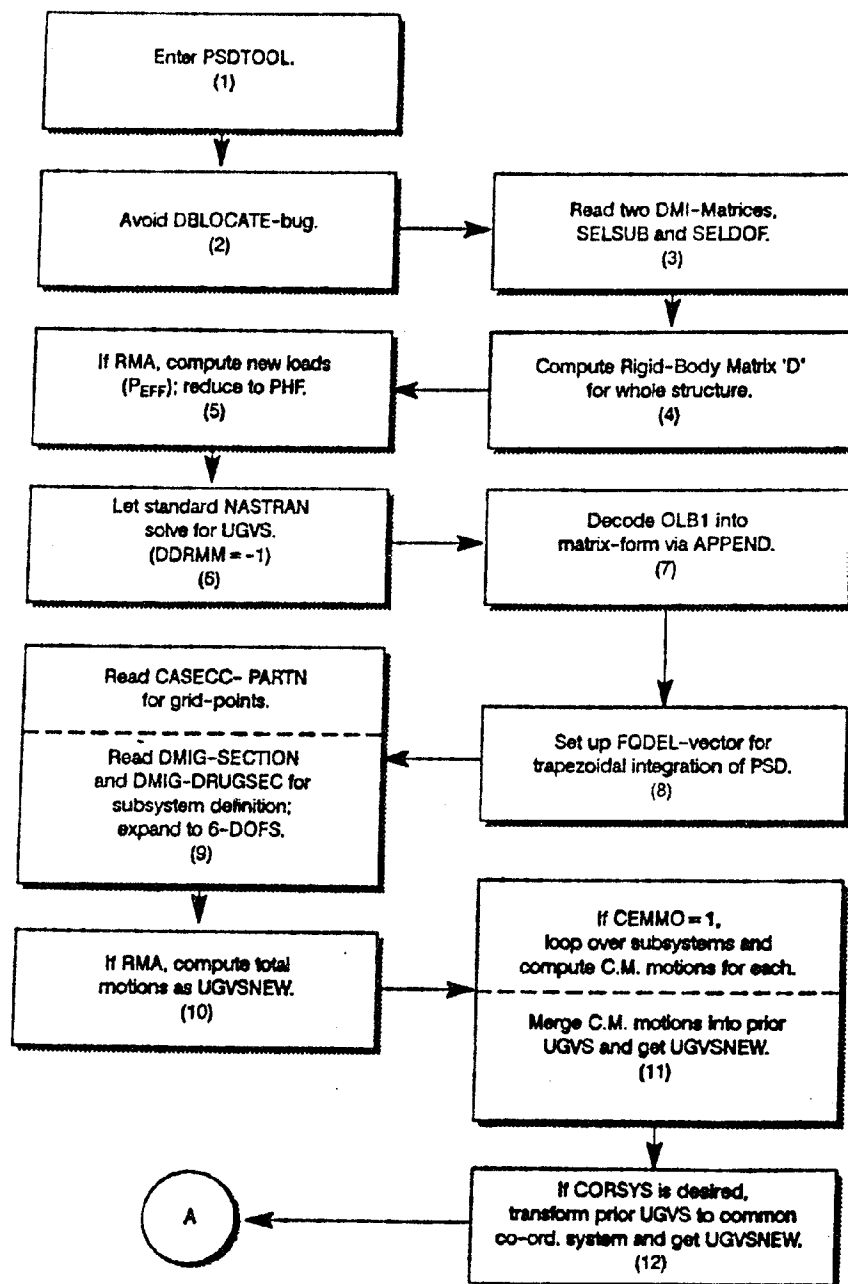 Enter PSDTOOL.
(1)
Avoid DBLOCATE-bug.
(2)
Read two DMI-Matrices,
SELSUB and SELDOF.
(3)
Compute Rigid-Body Matrix 'D'
for whole structure.
(4)
If RMA, compute new loads
(PEFF); reduce to PHF.
(5)
Let standard NASTRAN
solve for UGVS.
(DDRMM = -1)
(6)
Decode OLB1 into
matrix-form via APPEND.
(7)
Set up FQDEL-vector for
trapezoidal integration of PSD.
(8)
Read CASECC- PARTN
for grid-points.
Read DMIG-SECTION
and DMIG-DRUGSEC for
subsystem definition;
expand to 6-DOFS.
(9)
If RMA, compute total
motions as UGVSNEW.
(10)
If CEMMO = 1,
loop over subsystems and
compute C.M. motions for each.
Merge C.M. motions into prior
UGVS and get UGVSNEW.
(11)
If CORSYS is desired,
transform prior UGVS to common
co-ord. system and get UGVSNEW.
(12)
A